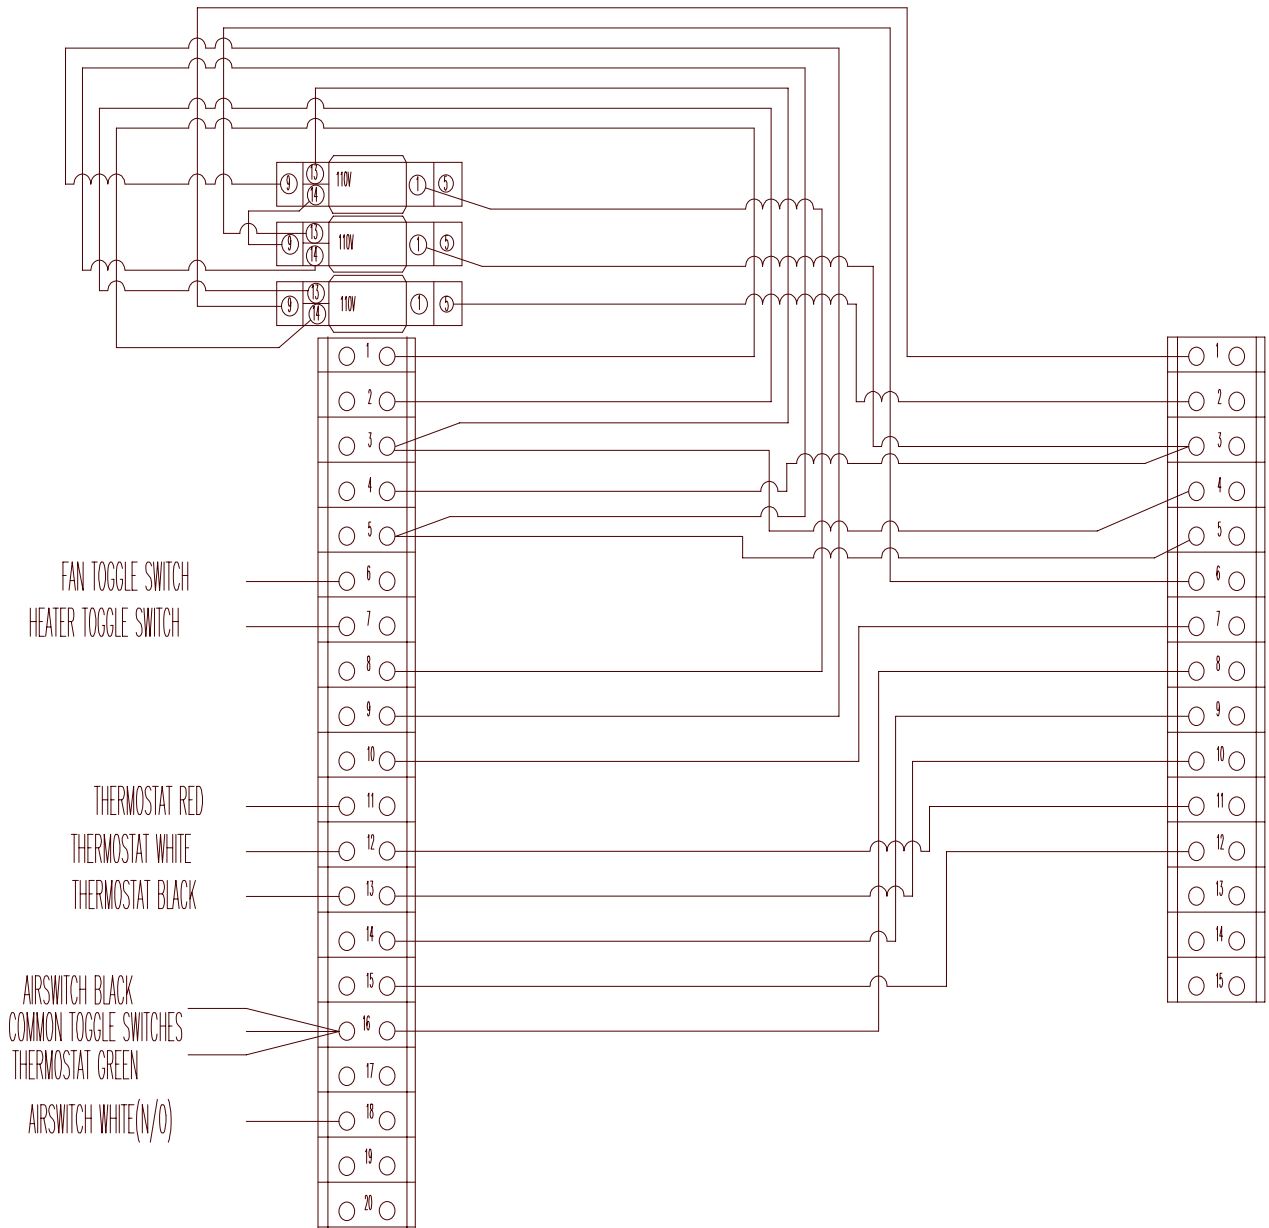 13
9 110V 1 5
14
13
9 110V 1 5
14
13
9 110V 1 5
14
1 1
2 2
3 3
4 4
5 5
FAN TOGGLE SWITCH 6 6
HEATER TOGGLE SWITCH 7 7
8 8
9 9
10 10
THERMOSTAT RED 11 11
THERMOSTAT WHITE 12 12
THERMOSTAT BLACK 13 13
14 14
15 15
AIRSWITCH BLACK
COMMON TOGGLE SWITCHES 16
THERMOSTAT GREEN
17
AIRSWITCH WHITE(N/O) 18
19
20